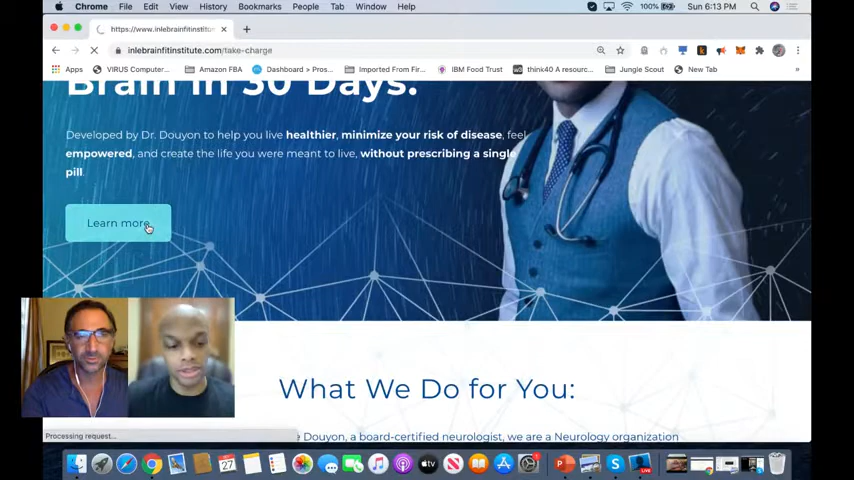 Chrome File Edit View History Bookmarks People Tab Window Help 100% Sun 6:13 PM
https://www.inlebrainfitinstitute
inlebrainfitinstitute.com/take-charge
Apps VIRUS Computer... Amazon FBA Dashboard > Pros... Imported From Fir... IBM Food Trust think40 A resourc... Jungle Scout New Tab »
Brain in 30 Days.
Developed by Dr. Douyon to help you live healthier, minimize your risk of disease, feel
empowered, and create the life you were meant to live, without prescribing a single
pill.
Learn more
What We Do for You:
Processing request...
e Douyon, a board-certified neurologist, we are a Neurology organization